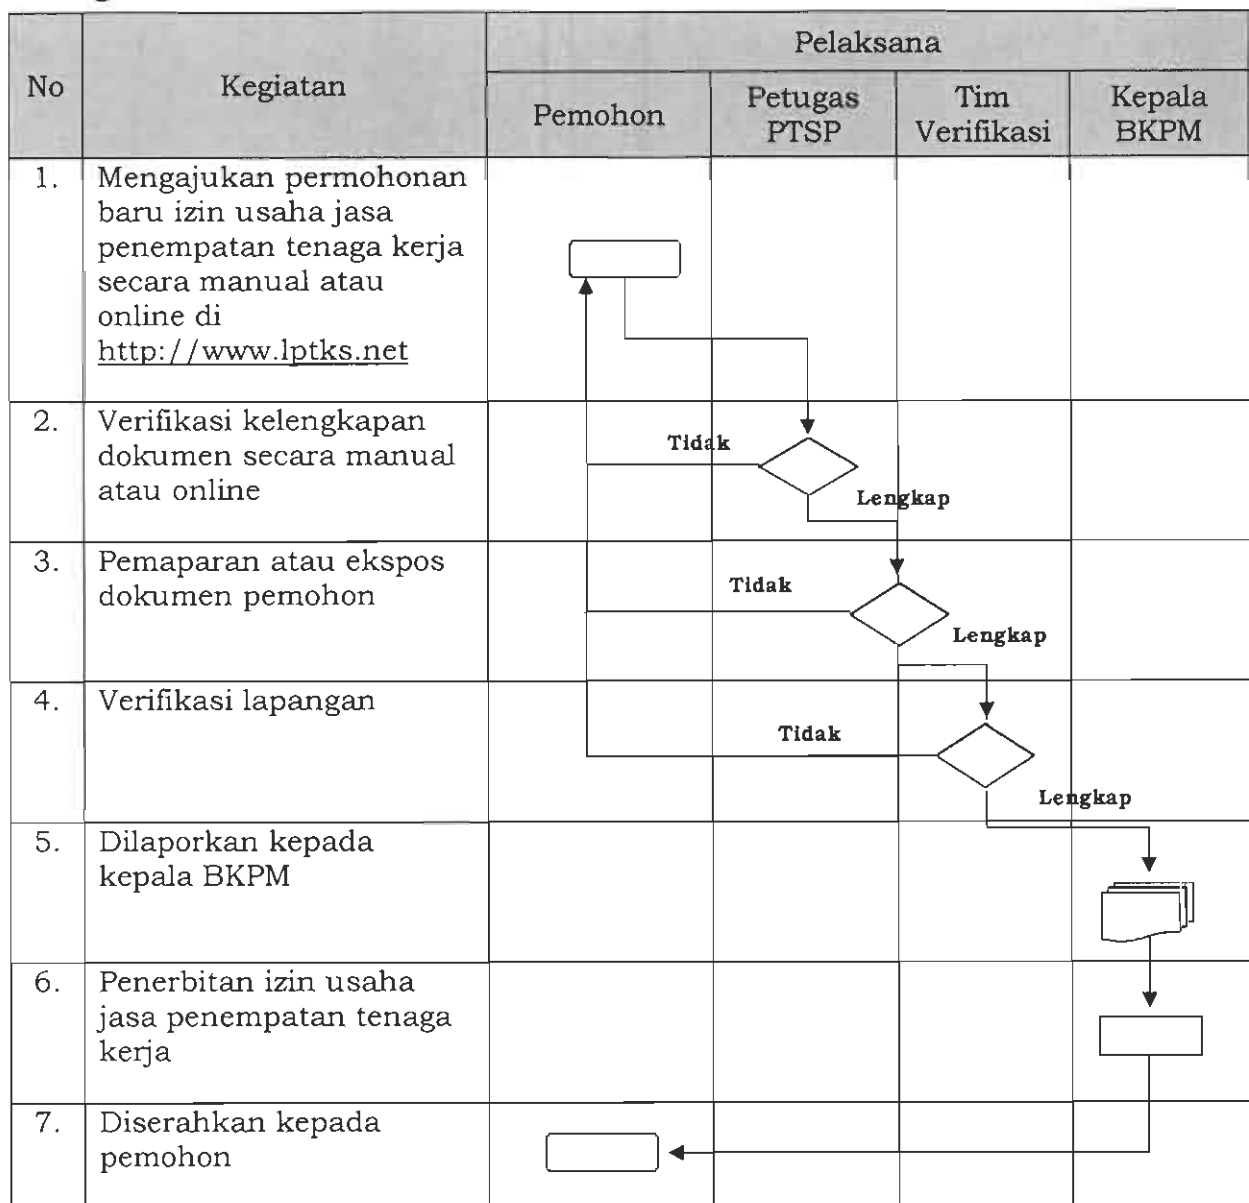 Pelaksana
No
Kegiatan
Pemohon
Petugas
PTSP
Tim
Verifikasi
Kepala
BKPM
1.
Mengajukan permohonan
baru izin usaha jasa
penempatan tenaga kerja
secara manual atau
online di
http://www.lptks.net
2.
Verifikasi kelengkapan
dokumen secara manual
atau online
Tidak
Lengkap
3.
Pemaparan atau ekspos
dokumen pemohon
Tidak
Lengkap
4.
Verifikasi lapangan
Tidak
Lengkap
5.
Dilaporkan kepada
kepala BKPM
6.
Penerbitan izin usaha
jasa penempatan tenaga
kerja
7.
Diserahkan kepada
pemohon